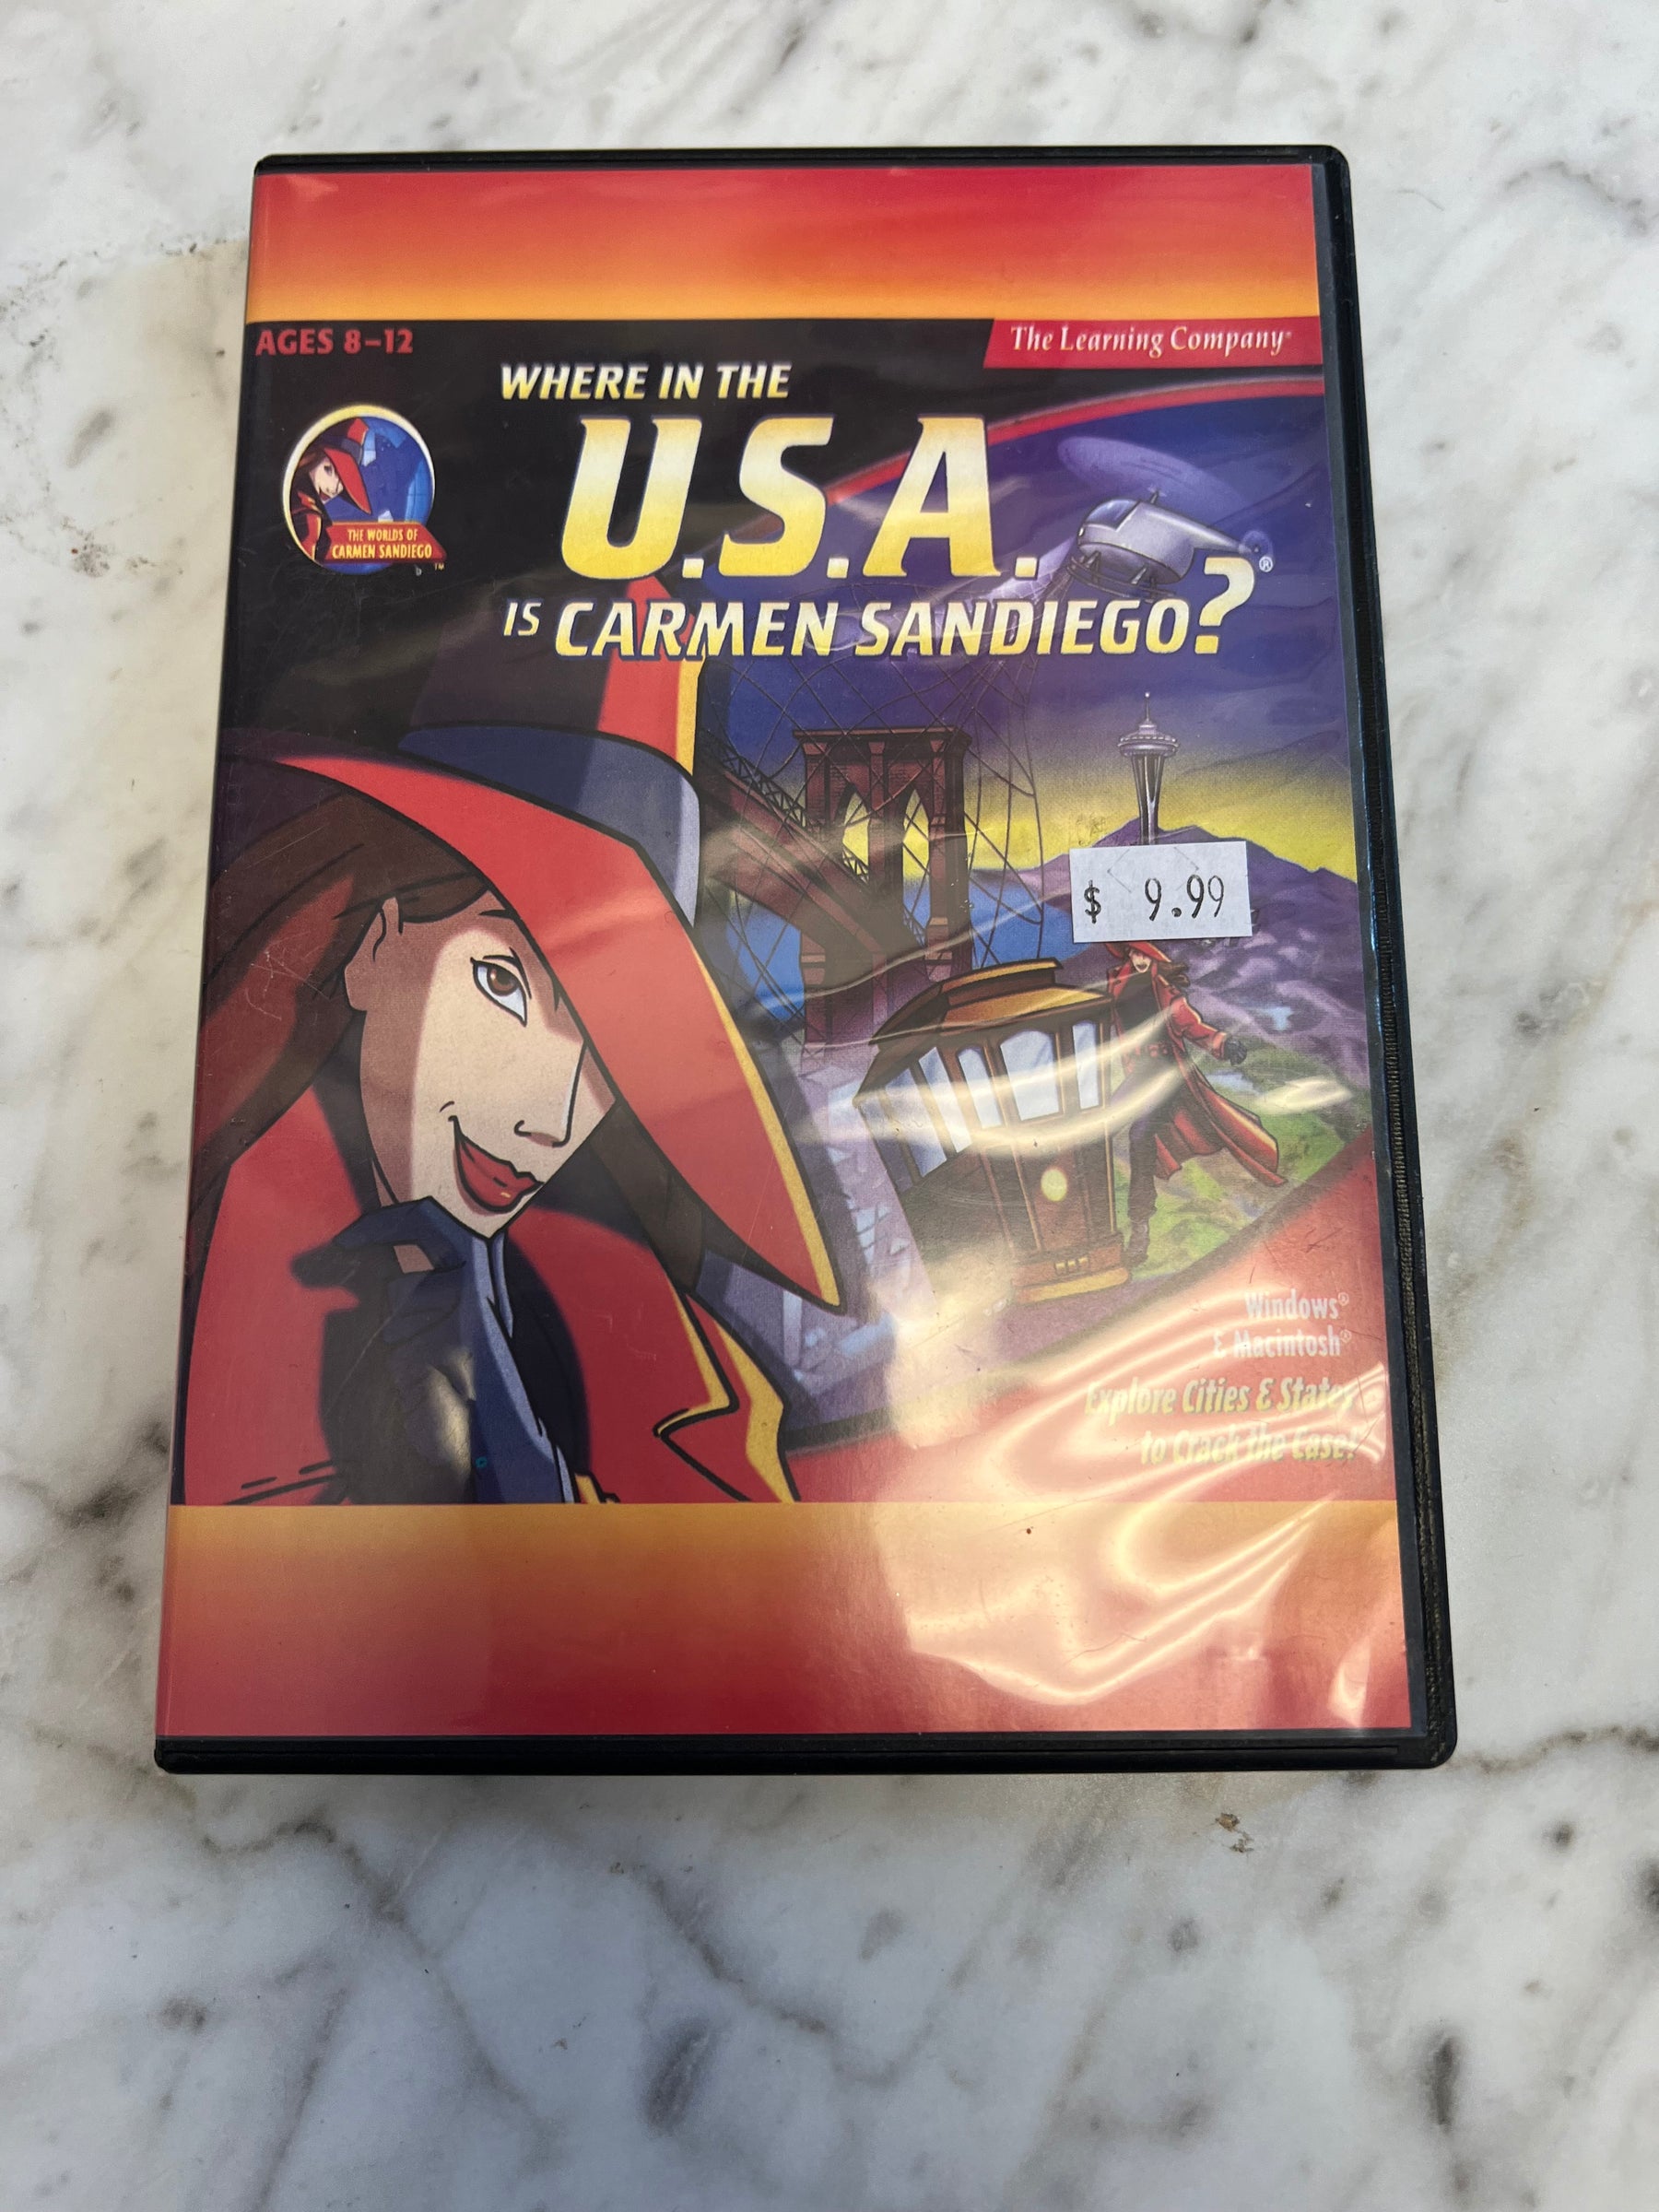 AGES 8–12
The Learning Company®
WHERE IN THE
U.S.A.
IS CARMEN SANDIEGO?®
THE WORLDS OF
CARMEN SANDIEGO
™
$ 9.99
Windows®
& Macintosh®
Explore Cities & States
to Crack the Case!